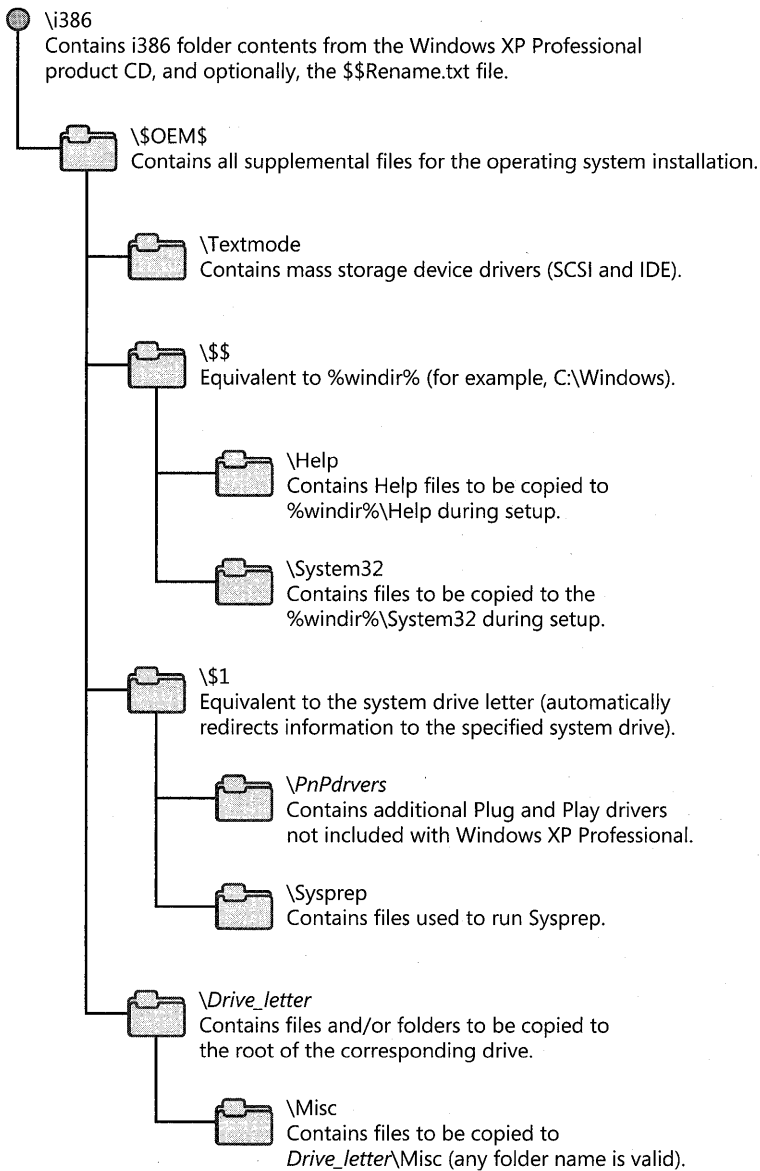 \i386
Contains i386 folder contents from the Windows XP Professional
product CD, and optionally, the $$Rename.txt file.
\$OEM$
Contains all supplemental files for the operating system installation.
\Textmode
Contains mass storage device drivers (SCSI and IDE).
\$$
Equivalent to %windir% (for example, C:\Windows).
\Help
Contains Help files to be copied to
%windir%\Help during setup.
\System32
Contains files to be copied to the
%windir%\System32 during setup.
\$1
Equivalent to the system drive letter (automatically
redirects information to the specified system drive).
\PnPdrvers
Contains additional Plug and Play drivers
not included with Windows XP Professional.
\Sysprep
Contains files used to run Sysprep.
\Drive_letter
Contains files and/or folders to be copied to
the root of the corresponding drive.
\Misc
Contains files to be copied to
Drive_letter\Misc (any folder name is valid).